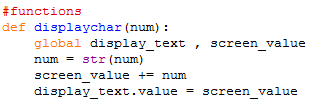 #functions
def displaychar(num):
    global display_text , screen_value
    num = str(num)
    screen_value += num
    display_text.value = screen_value